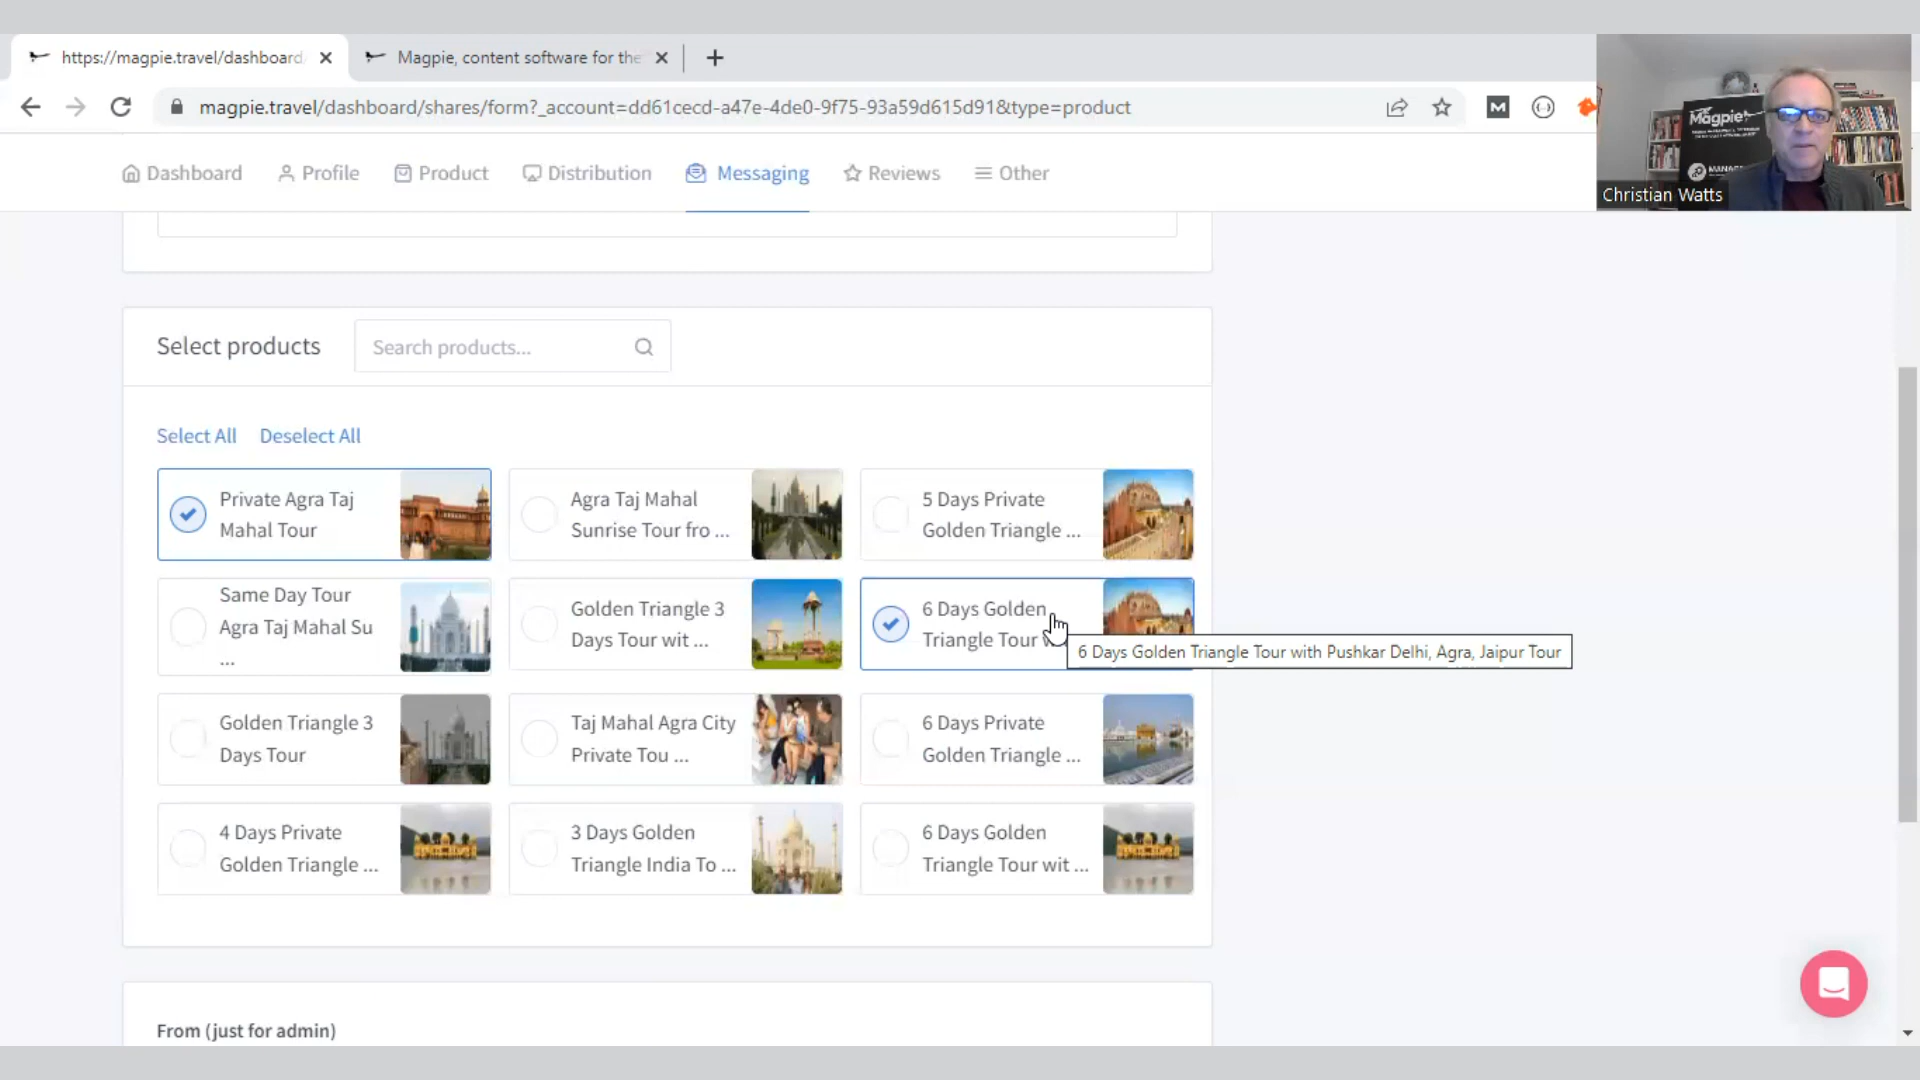 https://magpie.travel/dashboard
Magpie, content software for the
magpie.travel/dashboard/shares/form?_account=dd61cecd-a47e-4de0-9f75-93a59d615d91&type=product
Magpie
Christian Watts
Dashboard
Profile
Product
Distribution
Messaging
Reviews
Other
Select products
Search products...
Select All
Deselect All
Private Agra Taj
Mahal Tour
Agra Taj Mahal
Sunrise Tour fro ...
5 Days Private
Golden Triangle ...
Same Day Tour
Agra Taj Mahal Su
...
Golden Triangle 3
Days Tour wit ...
6 Days Golden
Triangle Tour
6 Days Golden Triangle Tour with Pushkar Delhi, Agra, Jaipur Tour
Golden Triangle 3
Days Tour
Taj Mahal Agra City
Private Tou ...
6 Days Private
Golden Triangle ...
4 Days Private
Golden Triangle ...
3 Days Golden
Triangle India To ...
6 Days Golden
Triangle Tour wit ...
From (just for admin)